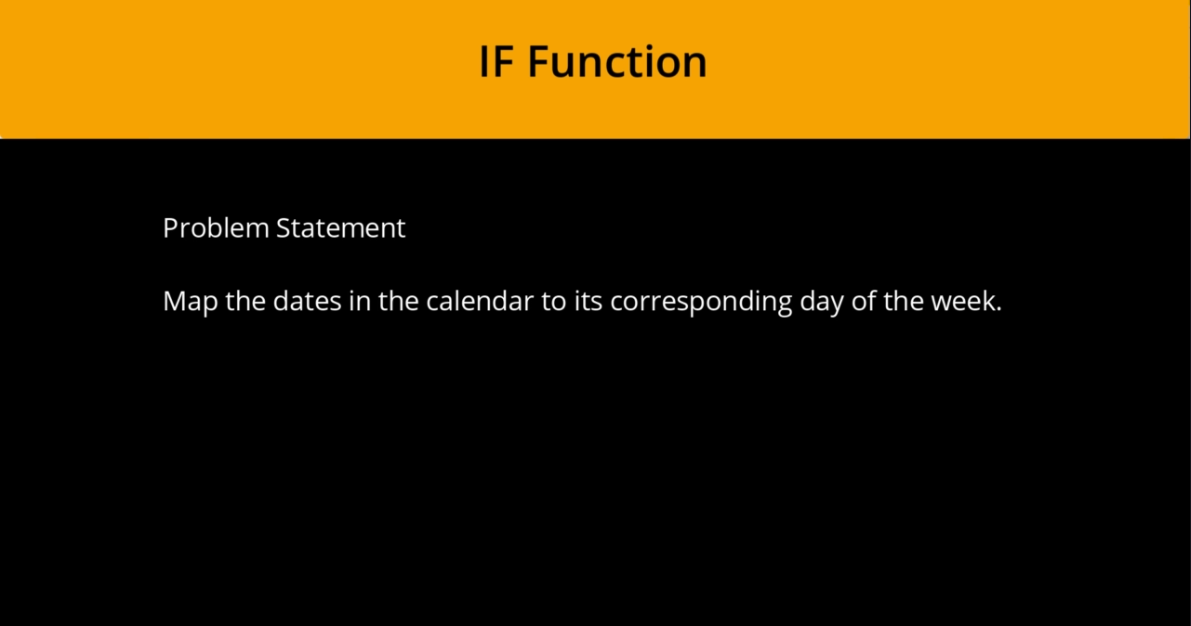 IF Function
Problem Statement
Map the dates in the calendar to its corresponding day of the week.